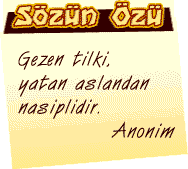 Sözün Özü
Gezen tilki,
yatan aslandan
nasiplidir.
Anonim